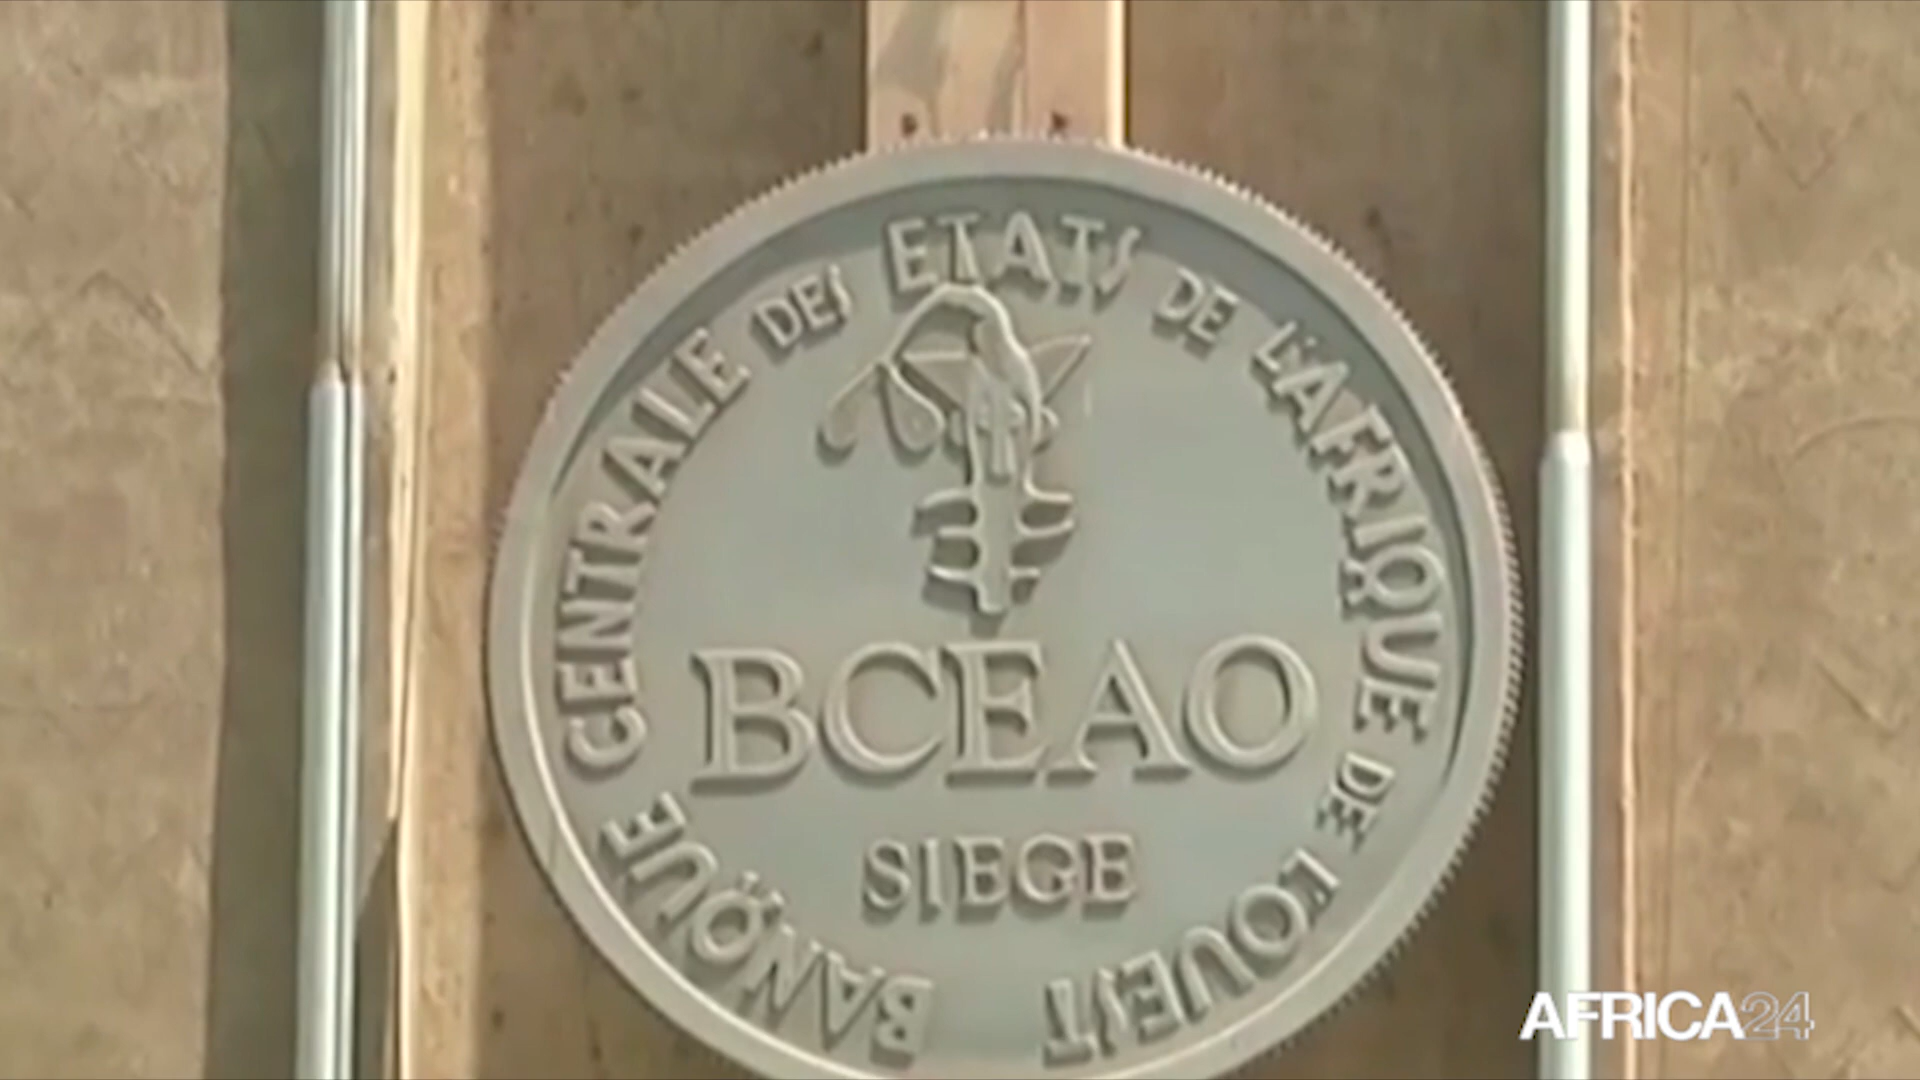 BANQUE CENTRALE DES ETATS DE L'AFRIQUE DE L'OUEST
BCEAO
SIEGE
AFRICA24